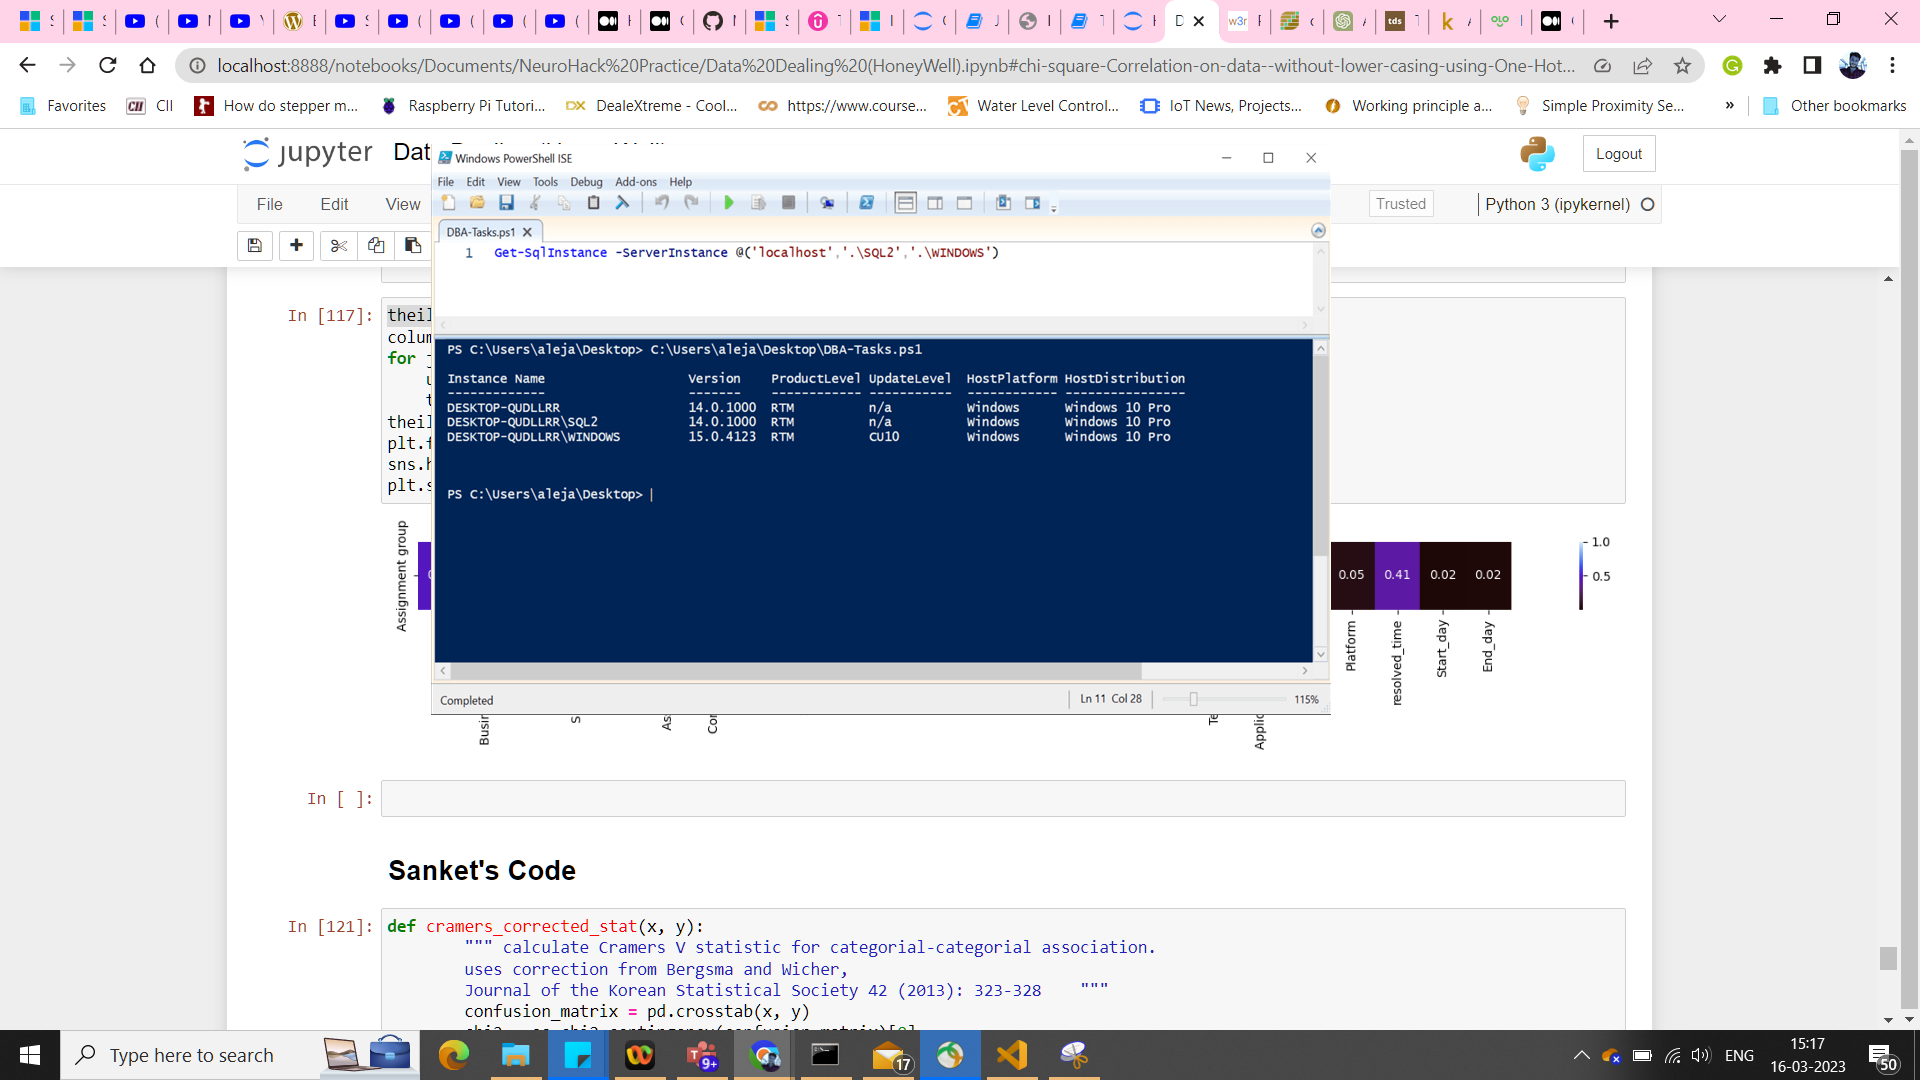 localhost:8888/notebooks/Documents/NeuroHack%20Practice/Data%20Dealing%20(HoneyWell).ipynb#chi-square-Correlation-on-data--without-lower-casing-using-One-Hot...
Favorites CII How do stepper m... Raspberry Pi Tutori... DX DealeXtreme - Cool... https://www.course... Water Level Control... IoT News, Projects... Working principle a... Simple Proximity Se... » Other bookmarks
jupyter Logout
Windows PowerShell ISE
File Edit View Tools Debug Add-ons Help
File Edit View Trusted Python 3 (ipykernel)
DBA-Tasks.ps1
1 Get-SqlInstance -ServerInstance @('localhost','.\SQL2','.\WINDOWS')
In [117]:
for
plt.
sns.
plt.
PS C:\Users\aleja\Desktop> C:\Users\aleja\Desktop\DBA-Tasks.ps1
Instance Name Version ProductLevel UpdateLevel HostPlatform HostDistribution
------------- ------- ------------ ----------- ------------ ----------------
DESKTOP-QUDLLRR 14.0.1000 RTM n/a Windows Windows 10 Pro
DESKTOP-QUDLLRR\SQL2 14.0.1000 RTM n/a Windows Windows 10 Pro
DESKTOP-QUDLLRR\WINDOWS 15.0.4123 RTM CU10 Windows Windows 10 Pro
PS C:\Users\aleja\Desktop>
Assignment group
0.05 0.41 0.02 0.02
1.0
0.5
Platform resolved_time Start_day End_day
Completed Ln 11 Col 28 115%
In [ ]:
Sanket's Code
In [121]: def cramers_corrected_stat(x, y):
""" calculate Cramers V statistic for categorial-categorial association.
uses correction from Bergsma and Wicher,
Journal of the Korean Statistical Society 42 (2013): 323-328 """
confusion_matrix = pd.crosstab(x, y)
Type here to search
9+
17
ENG
15:17
16-03-2023
50